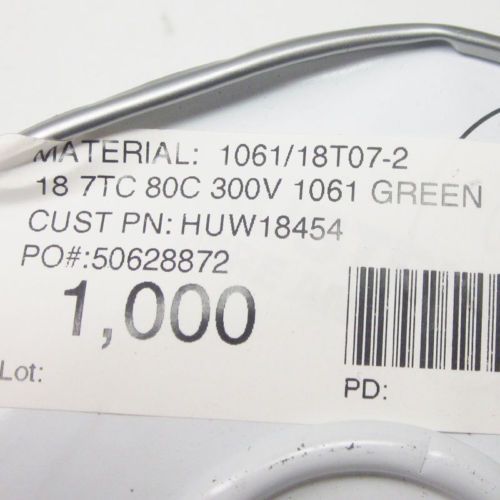 MATERIAL: 1061/18T07-2
18 7TC 80C 300V 1061 GREEN
CUST PN: HUW18454
PO#:50628872
1,000
Lot:
PD: